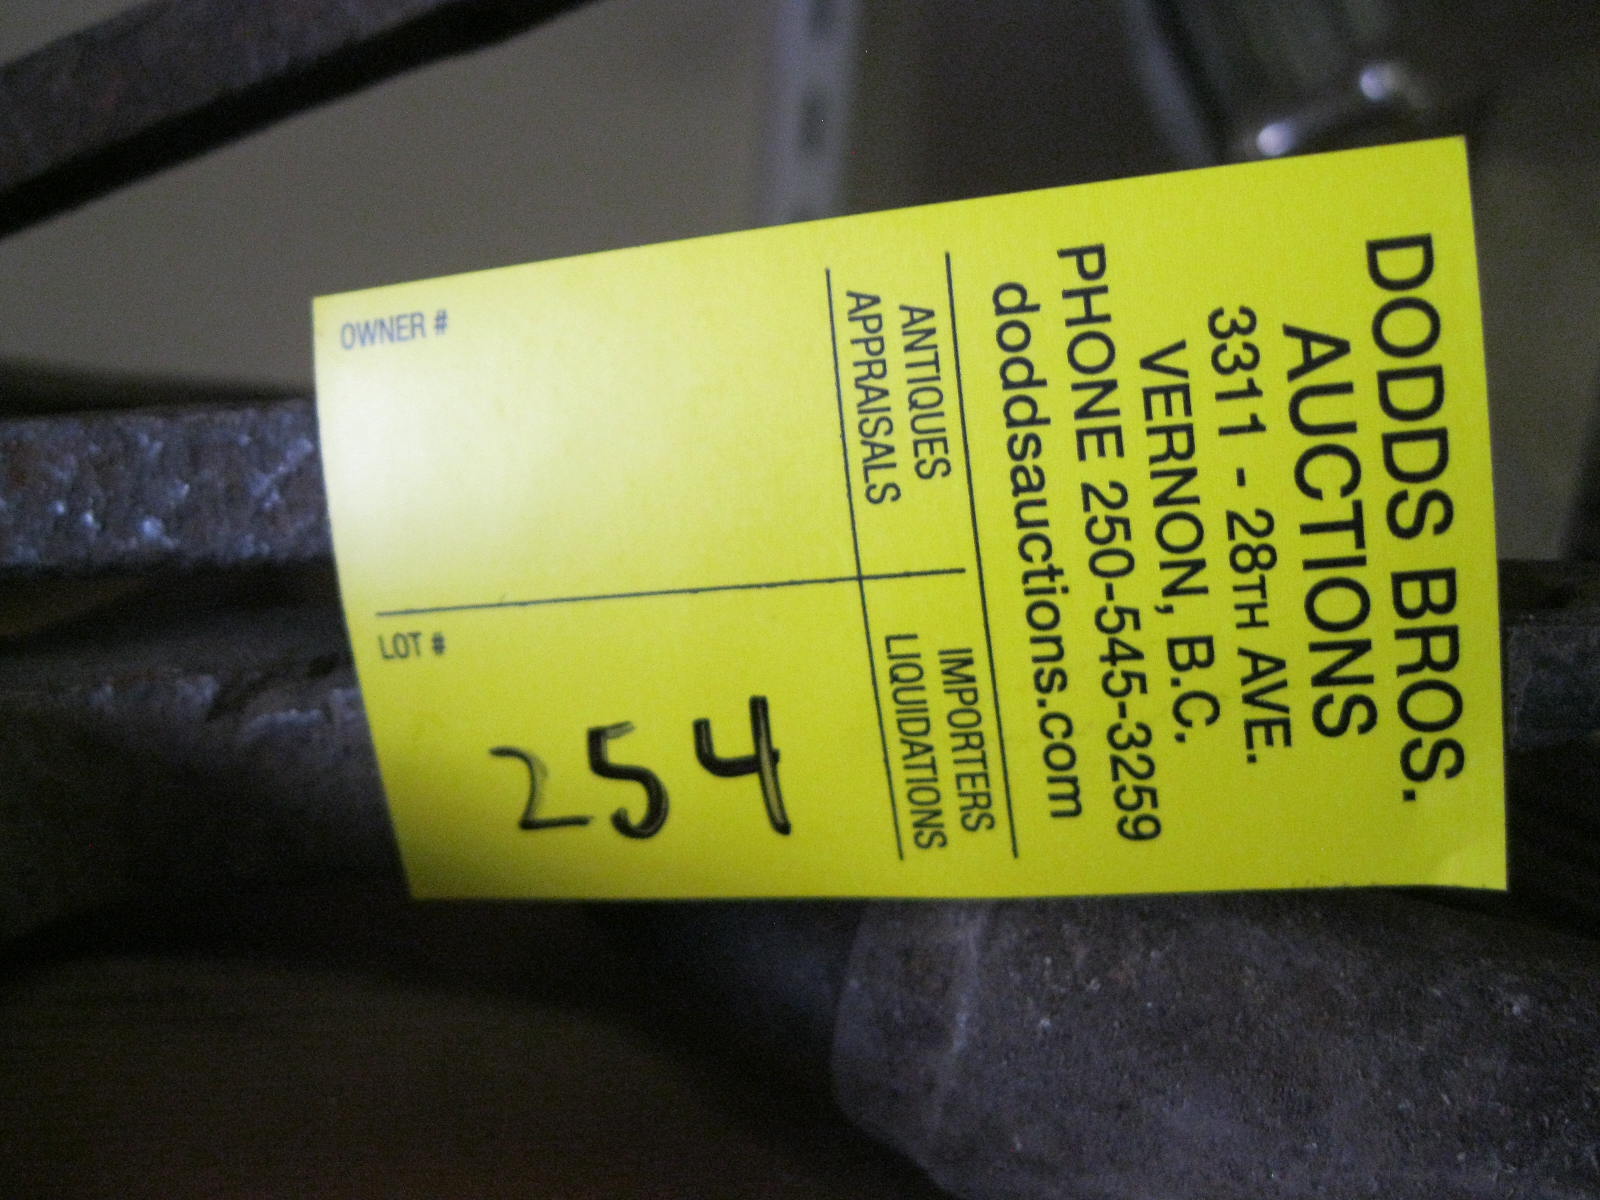 DODDS BROS.
AUCTIONS
3311 - 28TH AVE.
VERNON, B.C.
PHONE 250-545-3259
doddsauctions.com
ANTIQUES
APPRAISALS
IMPORTERS
LIQUIDATIONS
OWNER #
LOT #
254